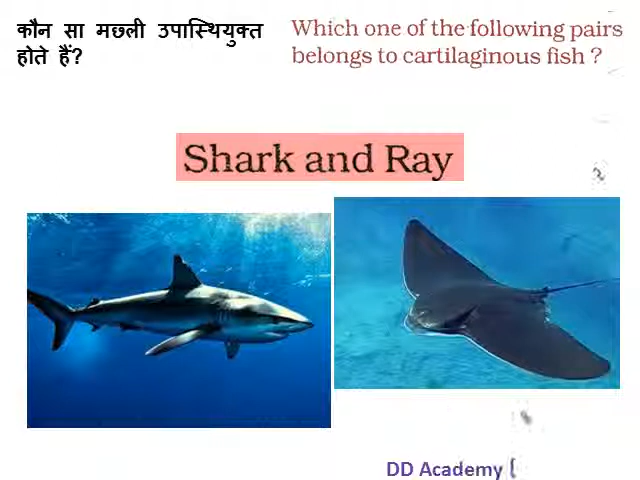 कौन सा मछली उपास्थियुक्त
होते हैं?
Which one of the following pairs
belongs to cartilaginous fish ?
Shark and Ray
DD Academy